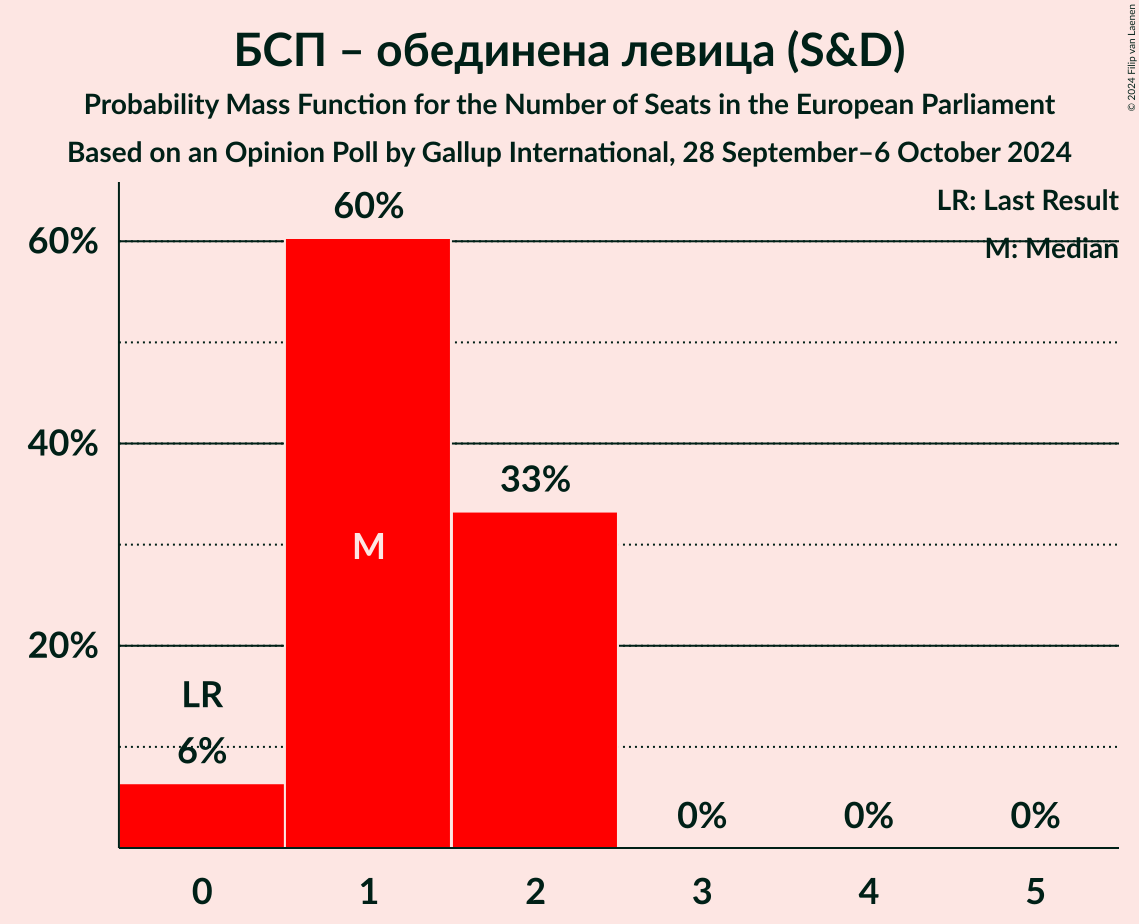 БСП – обединена левица (S&D)
Probability Mass Function for the Number of Seats in the European Parliament
Based on an Opinion Poll by Gallup International, 28 September–6 October 2024
© 2024 Filip van Laenen
LR: Last Result
M: Median
60%
40%
20%
60%
33%
M
LR
6%
0%
0%
0%
0
1
2
3
4
5